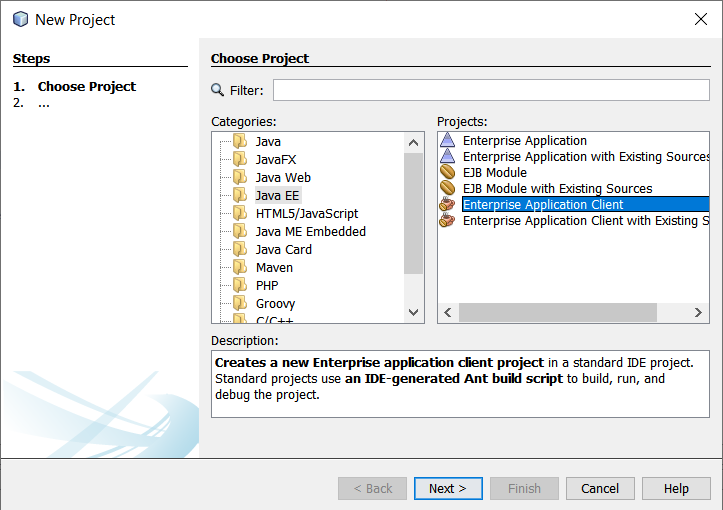 New Project
Steps
1. Choose Project
2. ...
Choose Project
Filter:
Categories:
Java
JavaFX
Java Web
Java EE
HTML5/JavaScript
Java ME Embedded
Java Card
Maven
PHP
Groovy
C/C++
Projects:
Enterprise Application
Enterprise Application with Existing Sources
EJB Module
EJB Module with Existing Sources
Enterprise Application Client
Enterprise Application Client with Existing S
Description:
Creates a new Enterprise application client project in a standard IDE project.
Standard projects use an IDE-generated Ant build script to build, run, and
debug the project.
< Back
Next >
Finish
Cancel
Help